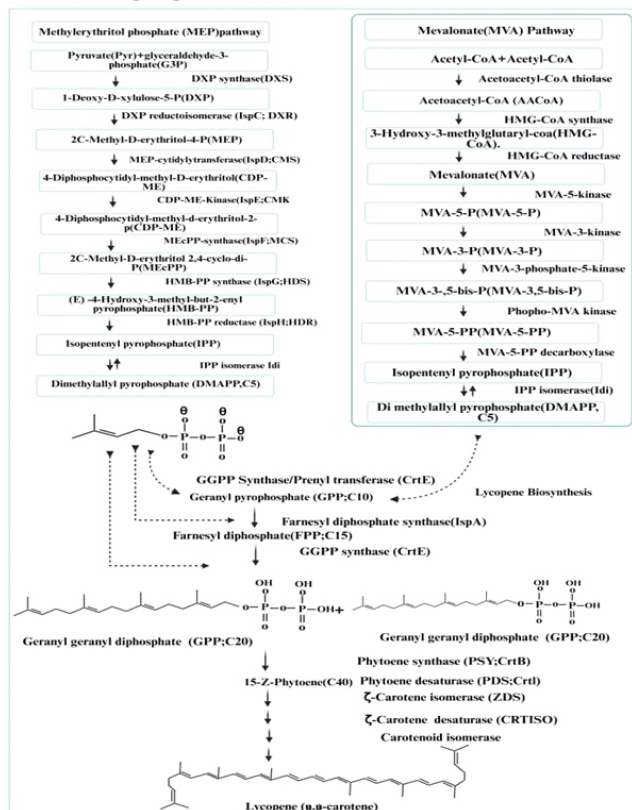 Methylerythritol phosphate (MEP)pathway
Pyruvate(Pyr)+glyceraldehyde-3-
phosphate(G3P)
DXP synthase(DXS)
1-Deoxy-D-xylulose-5-P(DXP)
DXP reductoisomerase (IspC; DXR)
2C-Methyl-D-erythritol-4-P(MEP)
MEP-cytidylytransferase(IspD;CMS)
4-Diphosphocytidyl-methyl-D-erythritol(CDP-
ME)
CDP-ME-Kinase(IspE;CMK
4-Diphosphocytidyl-methyl-d-erythritol-2-
p(CDP-ME)
MEcPP-synthase(IspF;MCS)
2C-Methyl-D-erythritol 2,4-cyclo-di-
P(MEcPP)
HMB-PP synthase (IspG;HDS)
(E) -4-Hydroxy-3-methyl-but-2-enyl
pyrophosphate(HMB-PP)
HMB-PP reductase (IspH;HDR)
Isopentenyl pyrophosphate(IPP)
IPP isomerase Idi
Dimethylallyl pyrophosphate (DMAPP,C5)
Mevalonate(MVA) Pathway
Acetyl-CoA+Acetyl-CoA
Acetoacetyl-CoA thiolase
Acetoacetyl-CoA (AACoA)
HMG-CoA synthase
3-Hydroxy-3-methylglutaryl-coa(HMG-
CoA).
HMG-CoA reductase
Mevalonate(MVA)
MVA-5-kinase
MVA-5-P(MVA-5-P)
MVA-3-kinase
MVA-3-P(MVA-3-P)
MVA-3-phosphate-5-kinase
MVA-3-,5-bis-P(MVA-3,5-bis-P)
Phopho-MVA kinase
MVA-5-PP(MVA-5-PP)
MVA-5-PP decarboxylase
Isopentenyl pyrophosphate(IPP)
IPP isomerase(Idi)
Di methylallyl pyrophosphate(DMAPP,
C5)
⊖ ⊖
O O
O–P–O–P–O ⊖
O O
GGPP Synthase/Prenyl transferase (CrtE)
Geranyl pyrophosphate (GPP;C10)
Lycopene Biosynthesis
Farnesyl diphosphate synthase(IspA)
Farnesyl diphosphate(FPP;C15)
GGPP synthase (CrtE)
OH OH
O–P–O–P–OH +
O O
OH OH
O–P–O–P–OH
O O
Geranyl geranyl diphosphate (GPP;C20)
Geranyl geranyl diphosphate (GPP;C20)
Phytoene synthase (PSY;CrtB)
15-Z-Phytoene(C40)
Phytoene desaturase (PDS;CrtI)
ζ-Carotene isomerase (ZDS)
ζ-Carotene desaturase (CRTISO)
Carotenoid isomerase